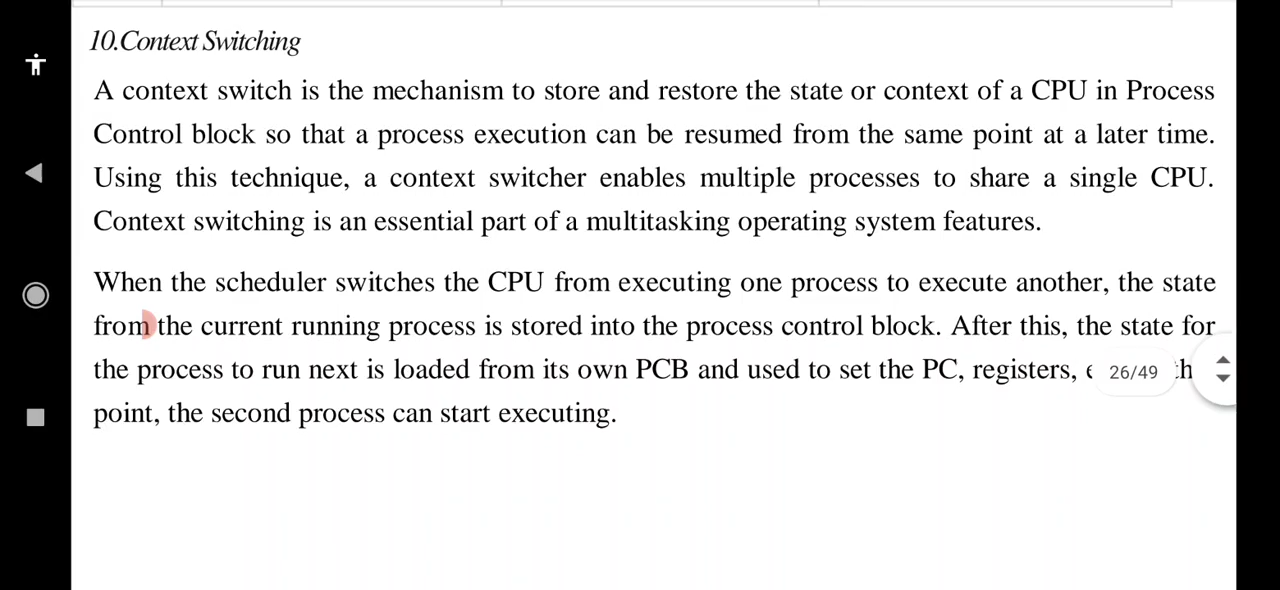 10.Context Switching
A context switch is the mechanism to store and restore the state or context of a CPU in Process
Control block so that a process execution can be resumed from the same point at a later time.
Using this technique, a context switcher enables multiple processes to share a single CPU.
Context switching is an essential part of a multitasking operating system features.
When the scheduler switches the CPU from executing one process to execute another, the state
from the current running process is stored into the process control block. After this, the state for
the process to run next is loaded from its own PCB and used to set the PC, registers,
26/49
point, the second process can start executing.